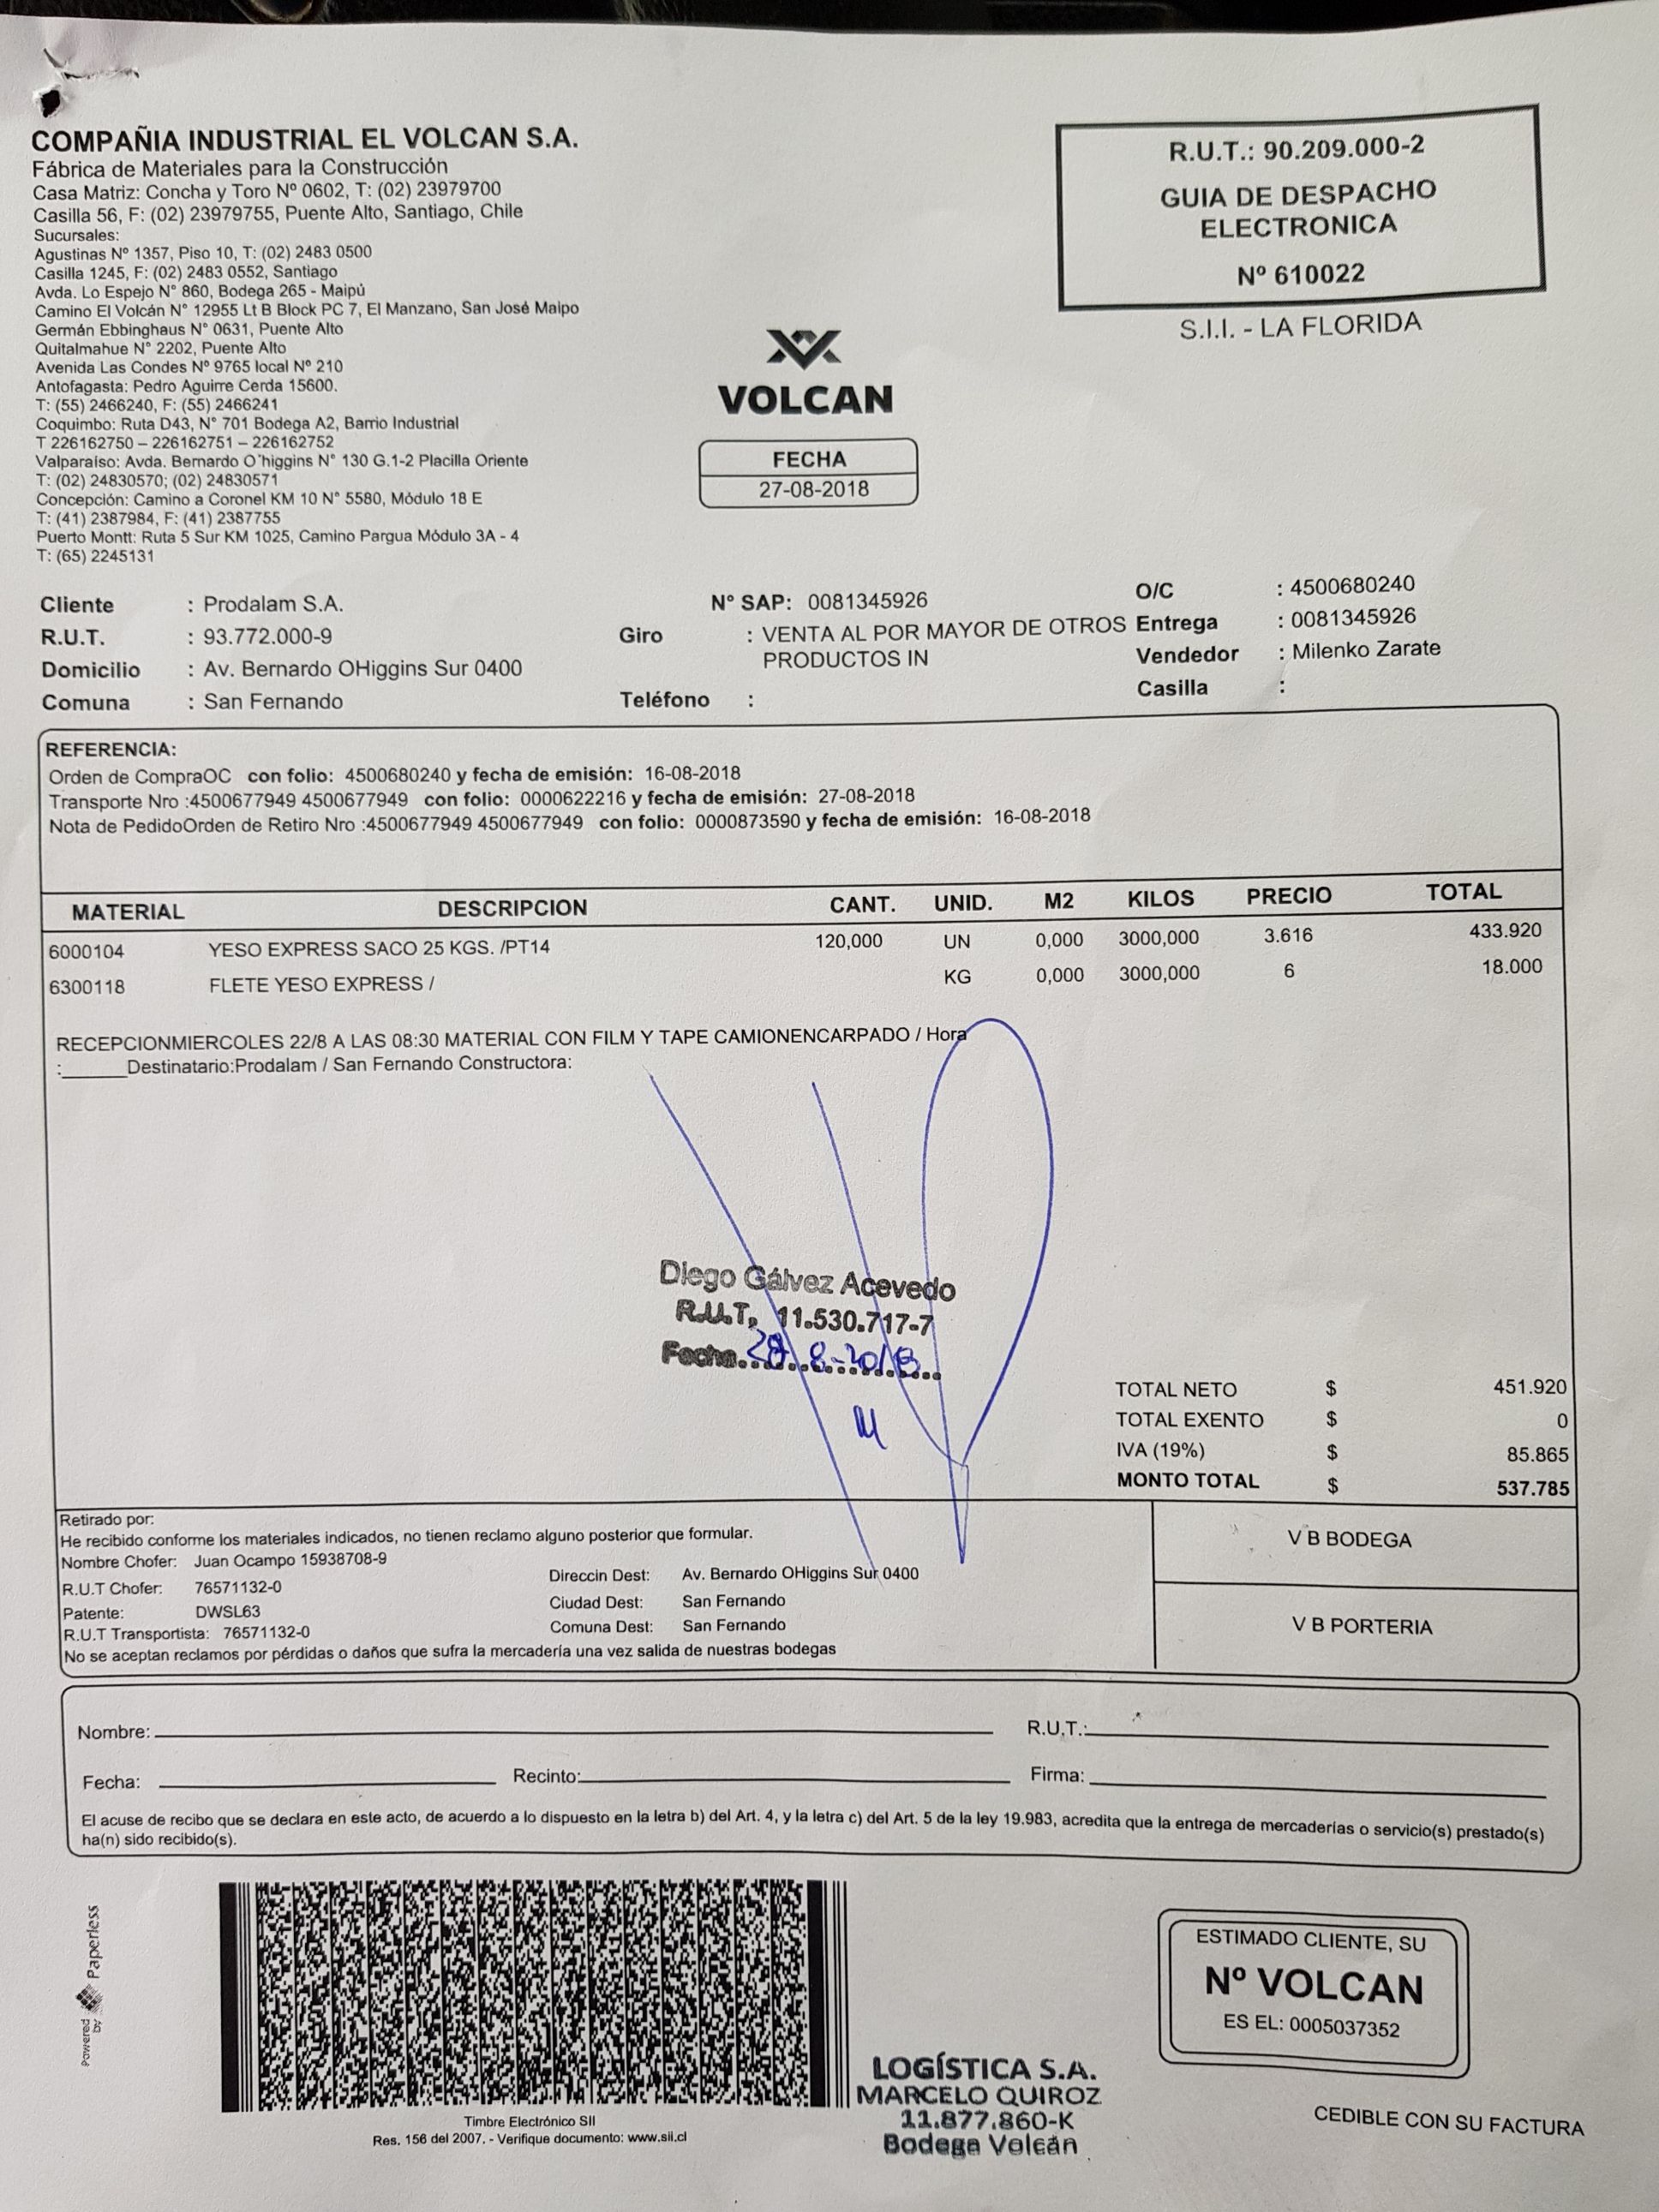 COMPAÑIA INDUSTRIAL EL VOLCAN S.A.
Fábrica de Materiales para la Construcción
Casa Matriz: Concha y Toro Nº 0602, T: (02) 23979700
Casilla 56, F: (02) 23979755, Puente Alto, Santiago, Chile
Sucursales:
Agustinas Nº 1357, Piso 10, T: (02) 2483 0500
Casilla 1245, F: (02) 2483 0552, Santiago
Avda. Lo Espejo N° 860, Bodega 265 - Maipú
Camino El Volcán N° 12955 Lt B Block PC 7, El Manzano, San José Maipo
Germán Ebbinghaus N° 0631, Puente Alto
Quitalmahue N° 2202, Puente Alto
Avenida Las Condes Nº 9765 local Nº 210
Antofagasta: Pedro Aguirre Cerda 15600.
T: (55) 2466240, F: (55) 2466241
Coquimbo: Ruta D43, N° 701 Bodega A2, Barrio Industrial
T 226162750 – 226162751 – 226162752
Valparaiso: Avda. Bernardo O'higgins N° 130 G.1-2 Placilla Oriente
T: (02) 24830570; (02) 24830571
Concepción: Camino a Coronel KM 10 N° 5580, Módulo 18 E
T: (41) 2387984, F: (41) 2387755
Puerto Montt: Ruta 5 Sur KM 1025, Camino Pargua Módulo 3A - 4
T: (65) 2245131
R.U.T.: 90.209.000-2
GUIA DE DESPACHO
ELECTRONICA
Nº 610022
S.I.I. - LA FLORIDA
VOLCAN
FECHA
27-08-2018
Cliente : Prodalam S.A. N° SAP: 0081345926 O/C : 4500680240
R.U.T. : 93.772.000-9 Giro : VENTA AL POR MAYOR DE OTROS Entrega : 0081345926
PRODUCTOS IN
Domicilio : Av. Bernardo OHiggins Sur 0400 Vendedor : Milenko Zarate
Comuna : San Fernando Teléfono : Casilla :
REFERENCIA:
Orden de CompraOC con folio: 4500680240 y fecha de emisión: 16-08-2018
Transporte Nro :4500677949 4500677949 con folio: 0000622216 y fecha de emisión: 27-08-2018
Nota de PedidoOrden de Retiro Nro :4500677949 4500677949 con folio: 0000873590 y fecha de emisión: 16-08-2018
MATERIAL DESCRIPCION CANT. UNID. M2 KILOS PRECIO TOTAL
6000104 YESO EXPRESS SACO 25 KGS. /PT14 120,000 UN 0,000 3000,000 3.616 433.920
6300118 FLETE YESO EXPRESS / KG 0,000 3000,000 6 18.000
RECEPCIONMIERCOLES 22/8 A LAS 08:30 MATERIAL CON FILM Y TAPE CAMIONENCARPADO / Hora
:______Destinatario:Prodalam / San Fernando Constructora:
Diego Gálvez Acevedo
R.U.T. 11.530.717-7
Fecha 28 8-2018
TOTAL NETO $ 451.920
TOTAL EXENTO $ 0
IVA (19%) $ 85.865
MONTO TOTAL $ 537.785
Retirado por:
He recibido conforme los materiales indicados, no tienen reclamo alguno posterior que formular.
Nombre Chofer: Juan Ocampo 15938708-9
R.U.T Chofer: 76571132-0
Patente: DWSL63
R.U.T Transportista: 76571132-0
Direccin Dest: Av. Bernardo OHiggins Sur 0400
Ciudad Dest: San Fernando
Comuna Dest: San Fernando
No se aceptan reclamos por pérdidas o daños que sufra la mercadería una vez salida de nuestras bodegas
V B BODEGA
V B PORTERIA
Nombre: R.U.T.:
Fecha: Recinto: Firma:
El acuse de recibo que se declara en este acto, de acuerdo a lo dispuesto en la letra b) del Art. 4, y la letra c) del Art. 5 de la ley 19.983, acredita que la entrega de mercaderías o servicio(s) prestado(s)
ha(n) sido recibido(s).
Powered by Paperless
Timbre Electrónico SII
Res. 156 del 2007. - Verifique documento: www.sii.cl
LOGÍSTICA S.A.
MARCELO QUIROZ
11.877.860-K
Bodega Volcán
ESTIMADO CLIENTE, SU
Nº VOLCAN
ES EL: 0005037352
CEDIBLE CON SU FACTURA